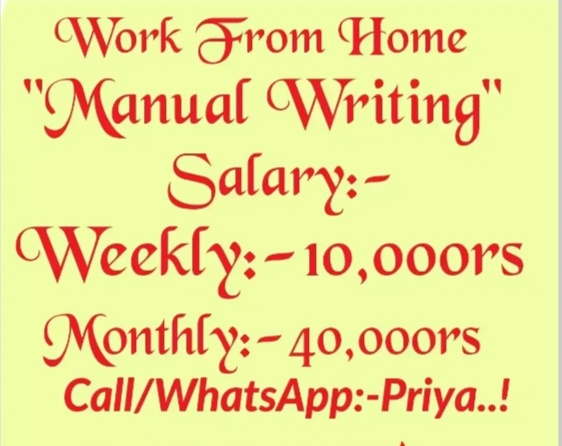 Work From Home
"Manual Writing"
Salary:-
Weekly:-10,000rs
Monthly:-40,000rs
Call/WhatsApp:-Priya..!